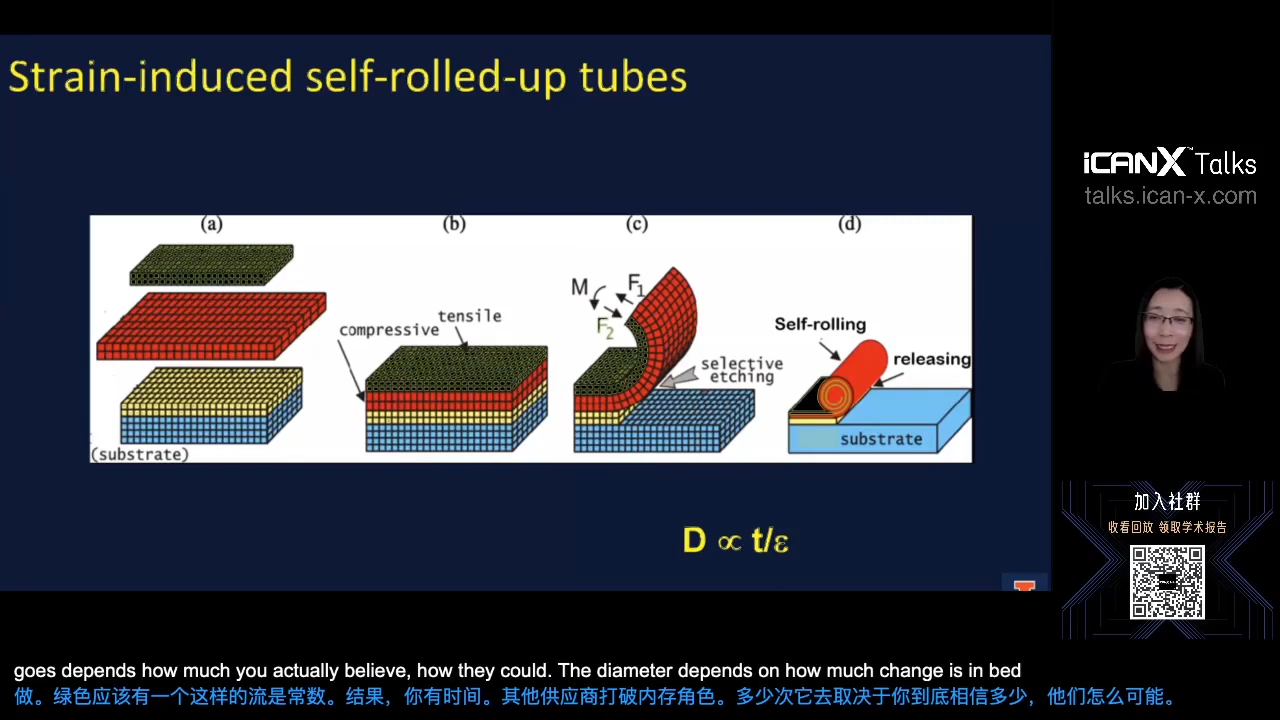 Strain-induced self-rolled-up tubes
(a)
(b)
(c)
(d)
compressive
tensile
M
F1
F2
selective
etching
Self-rolling
releasing
substrate
(substrate)
D ∝ t/ε
iCANX™ Talks
talks.ican-x.com
加入社群
收看回放 领取学术报告
goes depends how much you actually believe, how they could. The diameter depends on how much change is in bed
做。绿色应该有一个这样的流是常数。结果，你有时间。其他供应商打破内存角色。多少次它去取决于你到底相信多少，他们怎么可能。